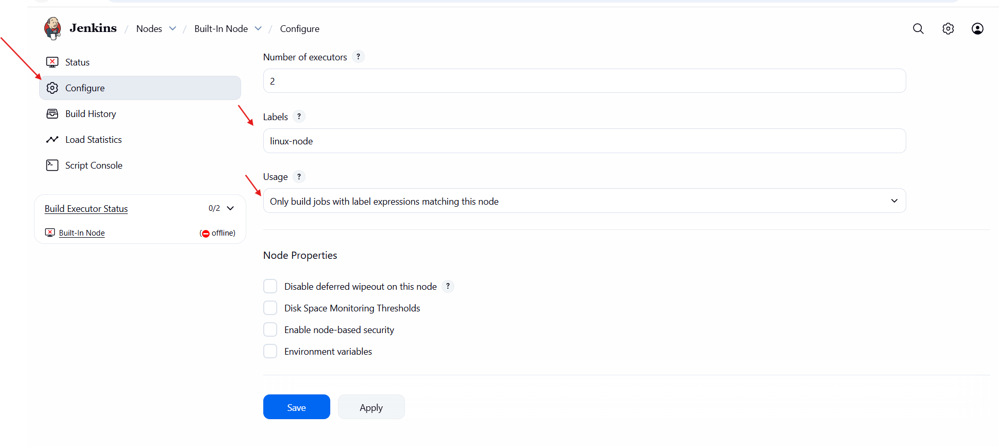 Jenkins / Nodes / Built-In Node / Configure
Status
Configure
Build History
Load Statistics
Script Console
Build Executor Status 0/2
Built-In Node (offline)
Number of executors ?
2
Labels ?
linux-node
Usage ?
Only build jobs with label expressions matching this node
Node Properties
Disable deferred wipeout on this node ?
Disk Space Monitoring Thresholds
Enable node-based security
Environment variables
Save Apply